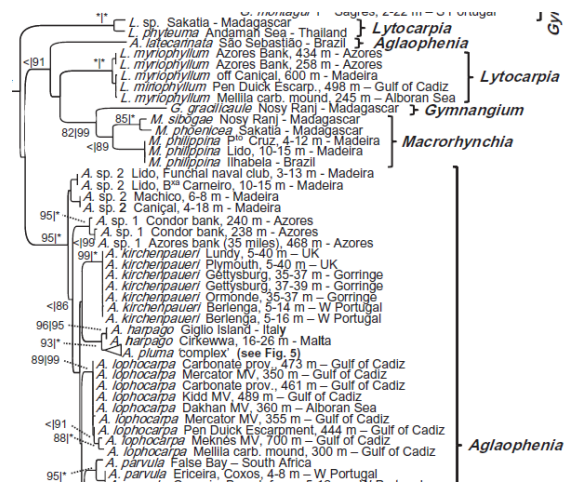 *|*
L. sp. Sakatia - Madagascar
L. phyteuma Andaman Sea - Thailand
Lytocarpia
A. latecarinata São Sebastião - Brazil
Aglaophenia
<|91
L. myriophyllum Azores Bank, 434 m - Azores
L. myriophyllum Azores Bank, 258 m - Azores
*|*
L. myriophyllum off Caniçal, 600 m - Madeira
L. miriophyllum Pen Duick Escarp., 498 m – Gulf of Cadiz
L. myriophyllum Mellila carb. mound, 245 m – Alboran Sea
Lytocarpia
G. gracilicaule Nosy Ranj - Madagascar
Gymnangium
85|*
M. sibogae Nosy Ranj - Madagascar
M. phoenicea Sakatia - Madagascar
82|99
M. philippina Pto Cruz, 4-12 m - Madeira
<|89
M. philippina Lido, 10-15 m - Madeira
M. philippina Ilhabela - Brazil
Macrorhynchia
A. sp. 2 Lido, Funchal naval club, 3-13 m - Madeira
A. sp. 2 Lido, Bxa Carneiro, 10-15 m - Madeira
A. sp. 2 Machico, 6-8 m - Madeira
A. sp. 2 Caniçal, 4-18 m - Madeira
95|*
A. sp. 1 Condor bank, 240 m - Azores
A. sp. 1 Condor bank, 238 m - Azores
95|*
<|99
A. sp. 1 Azores bank (35 miles), 468 m - Azores
99|*
A. kirchenpaueri Lundy, 5-40 m – UK
A. kirchenpaueri Plymouth, 5-40 m – UK
A. kirchenpaueri Gettysburg, 35-37 m - Gorringe
A. kirchenpaueri Gettysburg, 37-39 m - Gorringe
A. kirchenpaueri Ormonde, 35-37 m – Gorringe
<|86
A. kirchenpaueri Berlenga, 5-14 m – W Portugal
A. kirchenpaueri Berlenga, 5-16 m – W Portugal
96|95
A. harpago Giglio Island - Italy
93|*
A. harpago Cirkewwa, 16-26 m - Malta
A. pluma 'complex' (see Fig. 5)
89|99
A. lophocarpa Carbonate prov., 473 m – Gulf of Cadiz
A. lophocarpa Mercator MV, 350 m – Gulf of Cadiz
A. lophocarpa Carbonate prov., 461 m – Gulf of Cadiz
A. lophocarpa Kidd MV, 489 m – Gulf of Cadiz
A. lophocarpa Dakhan MV, 360 m – Alboran Sea
A. lophocarpa Mercator MV, 355 m – Gulf of Cadiz
<|91
A. lophocarpa Pen Duick Escarpment, 444 m – Gulf of Cadiz
88|*
A. lophocarpa Meknès MV, 700 m – Gulf of Cadiz
A. lophocarpa Mellila carb. mound, 300 m – Gulf of Cadiz
Aglaophenia
A. parvula False Bay – South Africa
95|*
A. parvula Ericeira, Coxos, 4-8 m – W Portugal